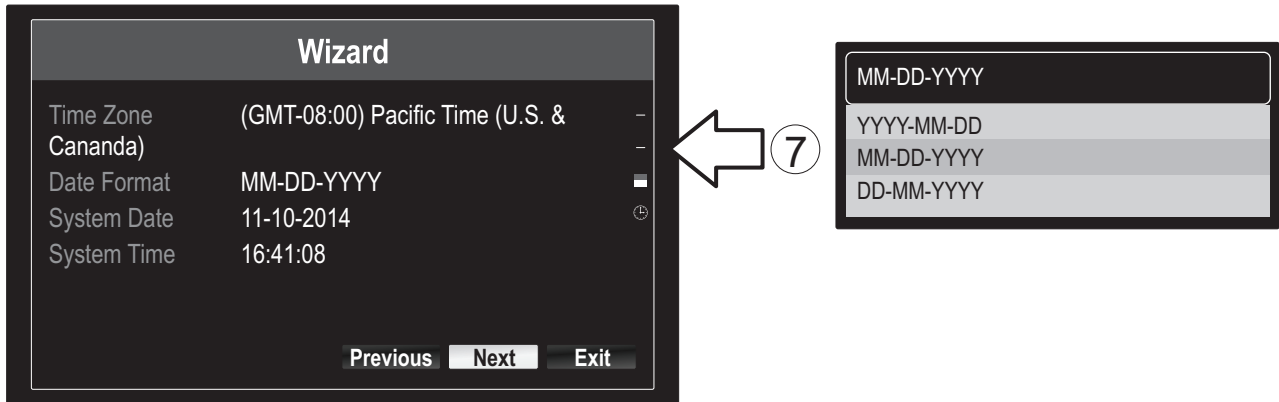 Wizard
Time Zone (GMT-08:00) Pacific Time (U.S. &
Cananda)
Date Format MM-DD-YYYY
System Date 11-10-2014
System Time 16:41:08
Previous Next Exit
7
MM-DD-YYYY
YYYY-MM-DD
MM-DD-YYYY
DD-MM-YYYY